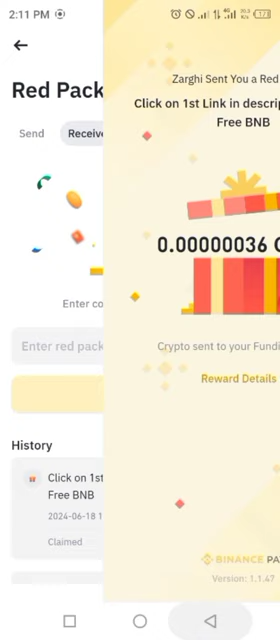 2:11 PM
Red Pack
Send
Receive
Enter co
Enter red pack
History
Click on 1st
Free BNB
2024-06-18 1
Claimed
Zarghi Sent You a Red
Click on 1st Link in descrip
Free BNB
0.00000036
Crypto sent to your Fundi
Reward Details
BINANCE PA
Version: 1.1.47